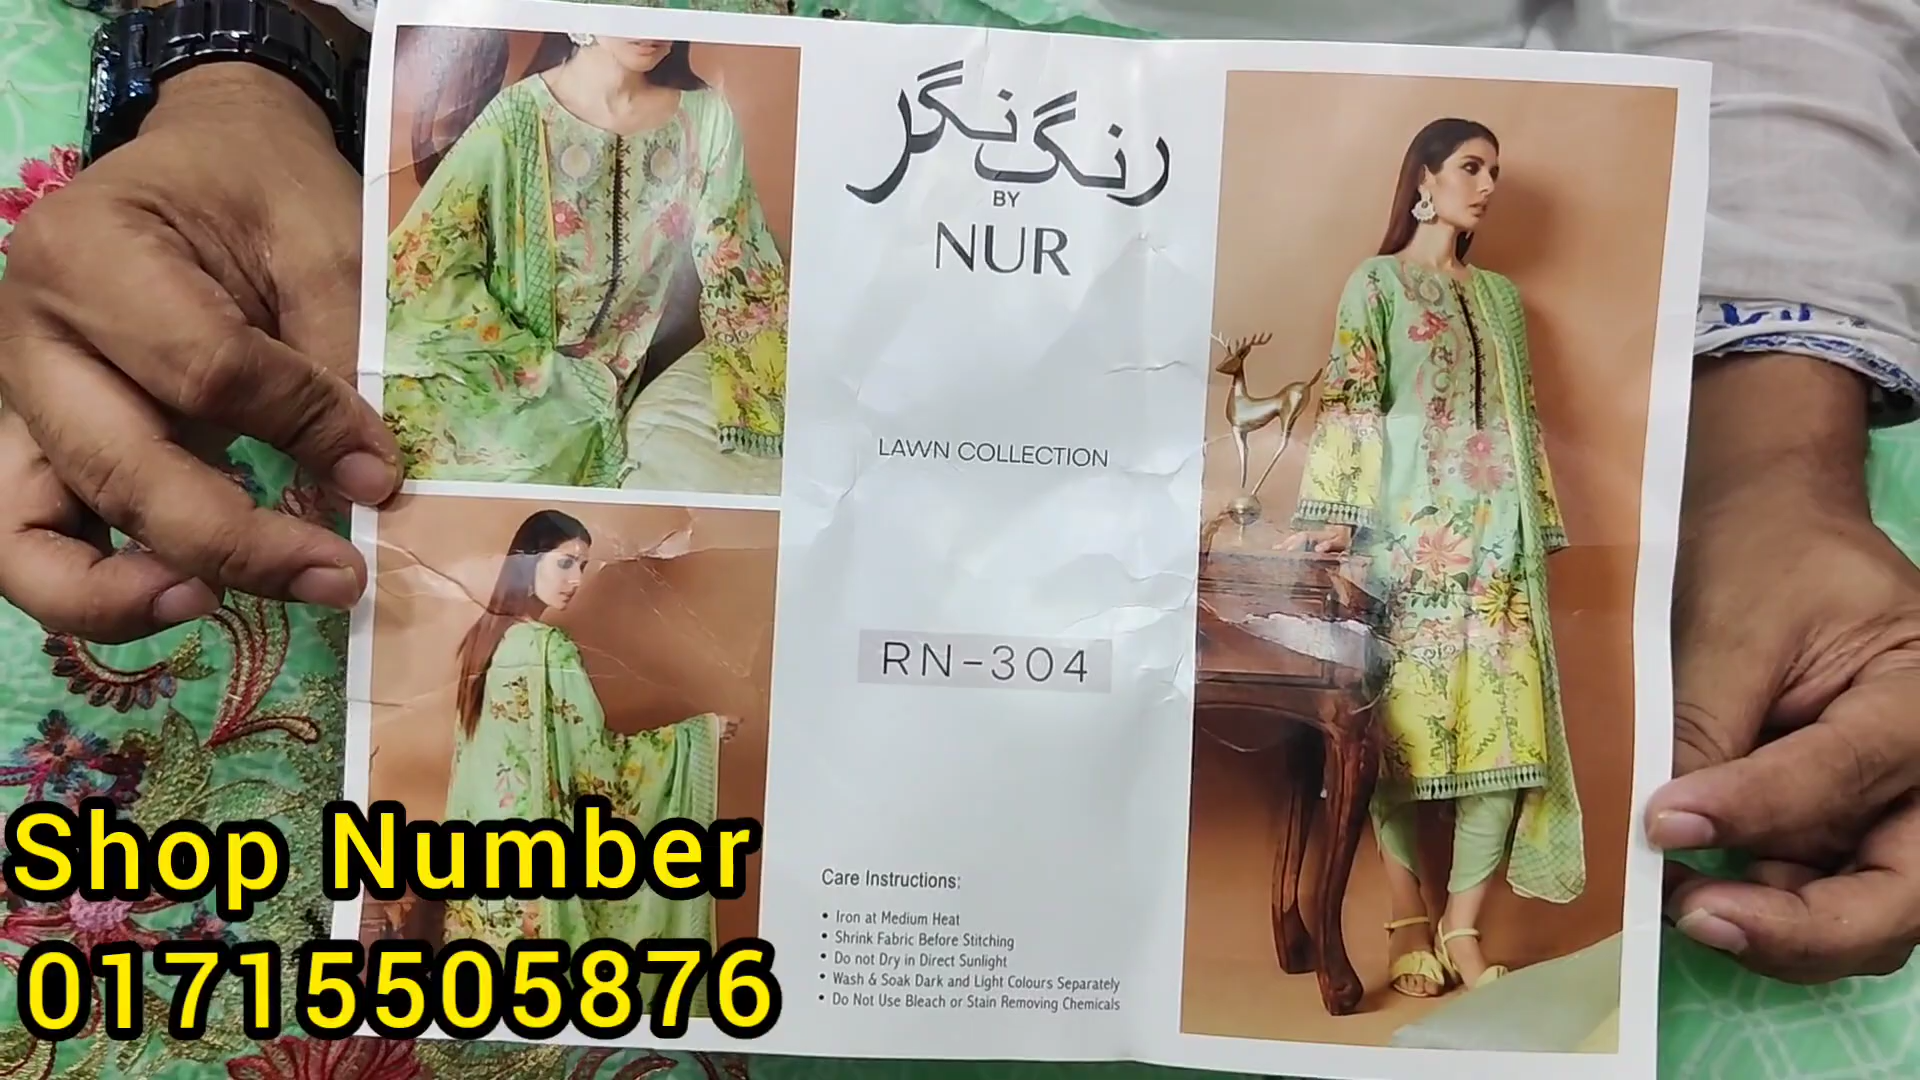 رنگ نگر
BY
NUR
LAWN COLLECTION
RN-304
Care Instructions:
• Iron at Medium Heat
• Shrink Fabric Before Stitching
• Do not Dry in Direct Sunlight
• Wash & Soak Dark and Light Colours Separately
• Do Not Use Bleach or Stain Removing Chemicals
Shop Number
01715505876